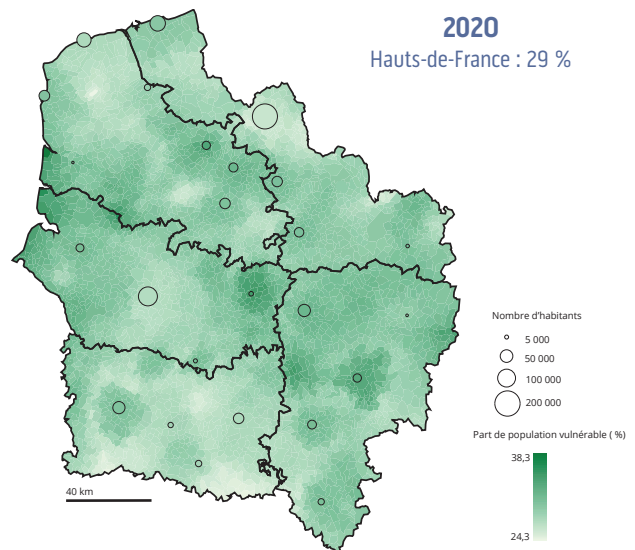 2020
Hauts-de-France : 29 %
Nombre d'habitants
5 000
50 000
100 000
200 000
Part de population vulnérable ( %)
38,3
24,3
40 km